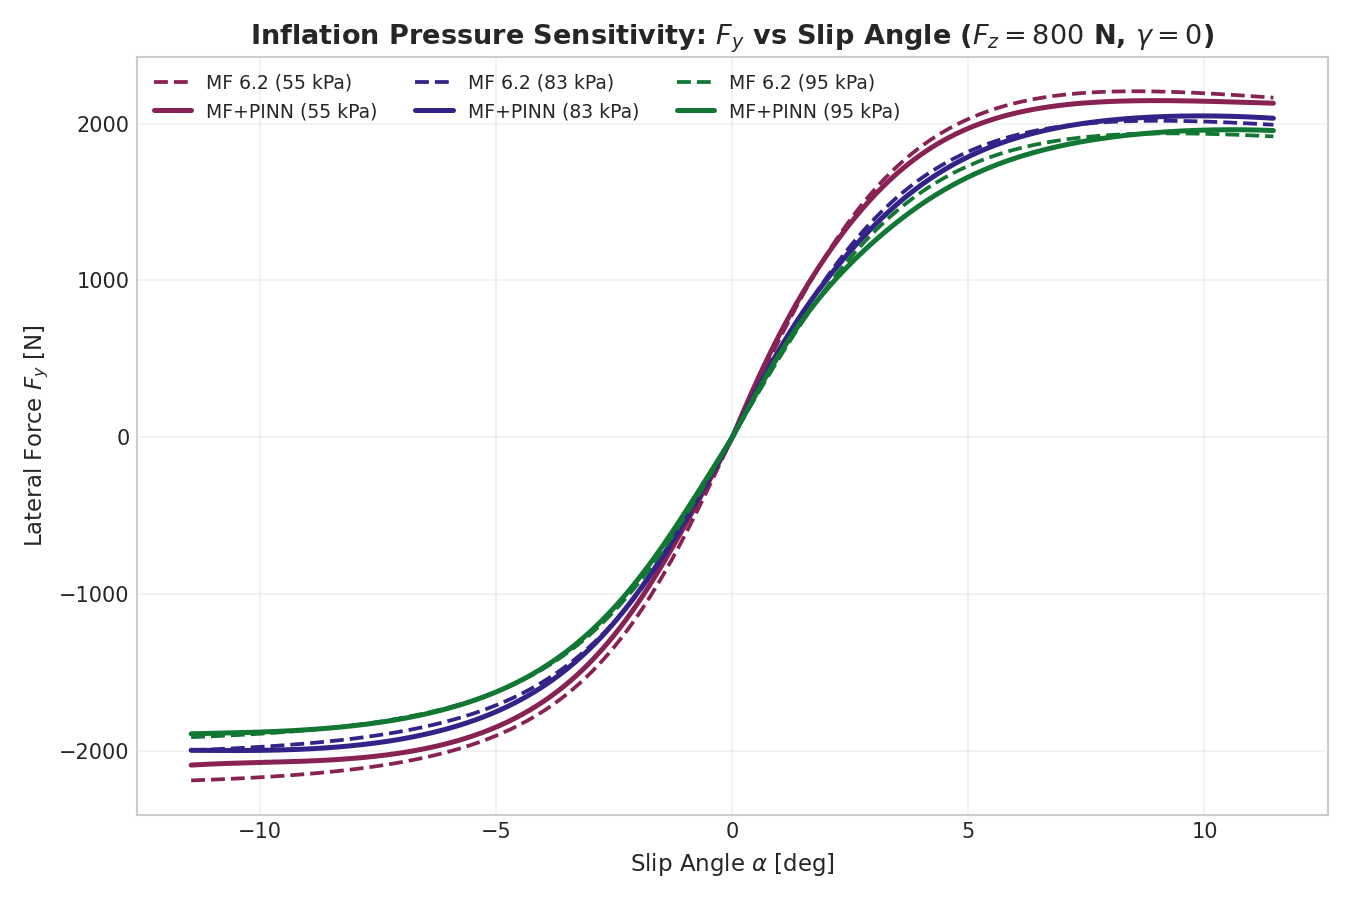 Inflation Pressure Sensitivity: $F_y$ vs Slip Angle ($F_z = 800$ N, $\gamma = 0$)
MF 6.2 (55 kPa)
MF+PINN (55 kPa)
MF 6.2 (83 kPa)
MF+PINN (83 kPa)
MF 6.2 (95 kPa)
MF+PINN (95 kPa)
Lateral Force $F_y$ [N]
2000
1000
0
−1000
−2000
−10
−5
0
5
10
Slip Angle $\alpha$ [deg]